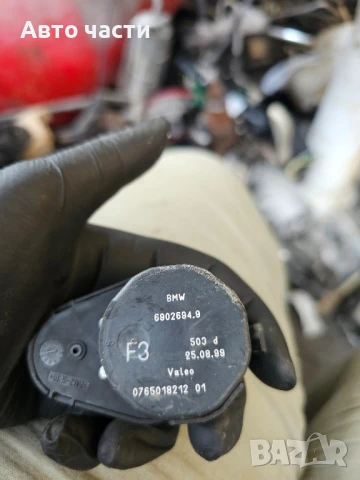 Авто части
BMW
6902694.9
F3
503 d
25.08.99
Valeo
0765018212 01
BAZAR